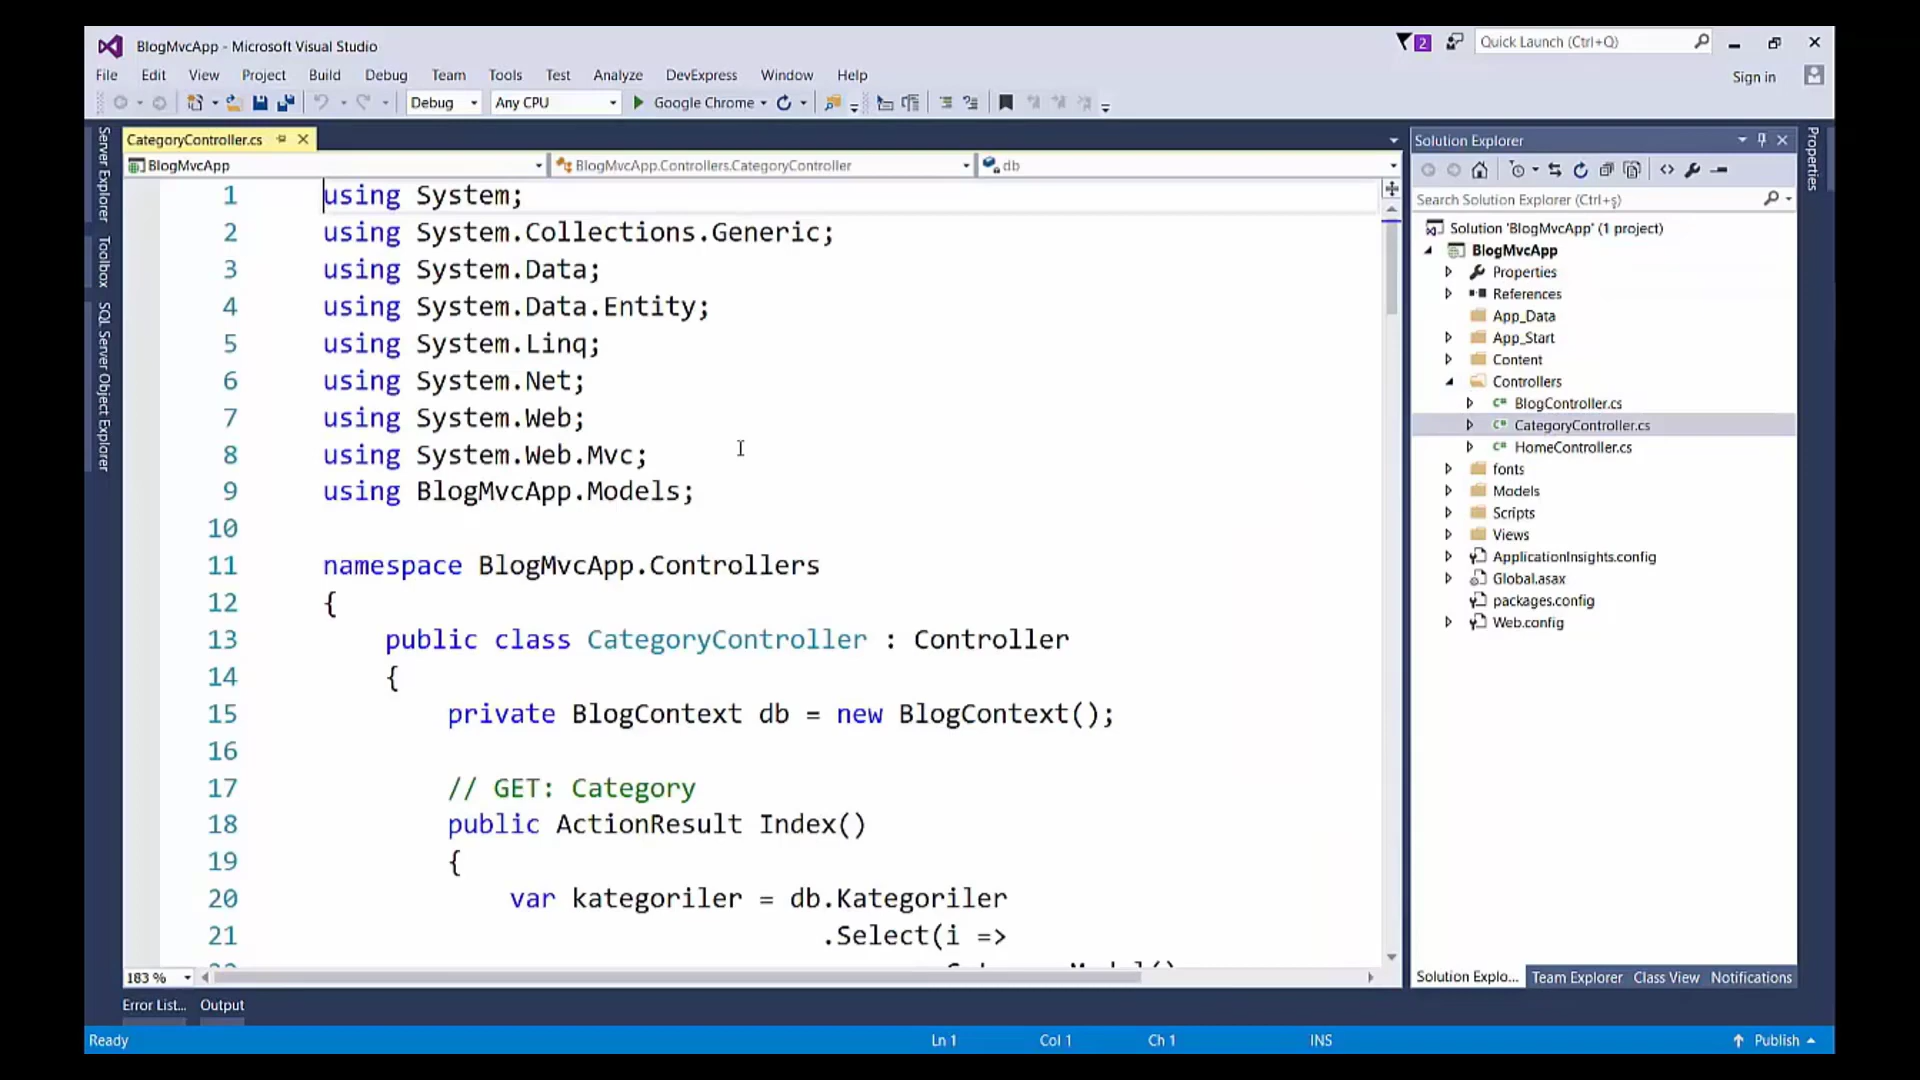 BlogMvcApp - Microsoft Visual Studio
2
Quick Launch (Ctrl+Q)
File Edit View Project Build Debug Team Tools Test Analyze DevExpress Window Help
Sign in
Debug Any CPU Google Chrome
Server Explorer
Toolbox
SQL Server Object Explorer
CategoryController.cs
BlogMvcApp BlogMvcApp.Controllers.CategoryController db
1 using System;
2 using System.Collections.Generic;
3 using System.Data;
4 using System.Data.Entity;
5 using System.Linq;
6 using System.Net;
7 using System.Web;
8 using System.Web.Mvc;
9 using BlogMvcApp.Models;
10
11 namespace BlogMvcApp.Controllers
12 {
13 public class CategoryController : Controller
14 {
15 private BlogContext db = new BlogContext();
16
17 // GET: Category
18 public ActionResult Index()
19 {
20 var kategoriler = db.Kategoriler
21 .Select(i =>
183 %
Solution Explorer
Search Solution Explorer (Ctrl+ş)
Solution 'BlogMvcApp' (1 project)
BlogMvcApp
Properties
References
App_Data
App_Start
Content
Controllers
C# BlogController.cs
C# CategoryController.cs
C# HomeController.cs
fonts
Models
Scripts
Views
ApplicationInsights.config
Global.asax
packages.config
Web.config
Solution Explo... Team Explorer Class View Notifications
Properties
Error List... Output
Ready Ln 1 Col 1 Ch 1 INS Publish